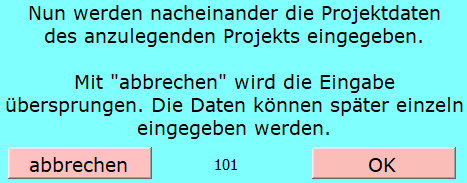 Nun werden nacheinander die Projektdaten
des anzulegenden Projekts eingegeben.
Mit "abbrechen" wird die Eingabe
übersprungen. Die Daten können später einzeln
eingegeben werden.
abbrechen 101 OK